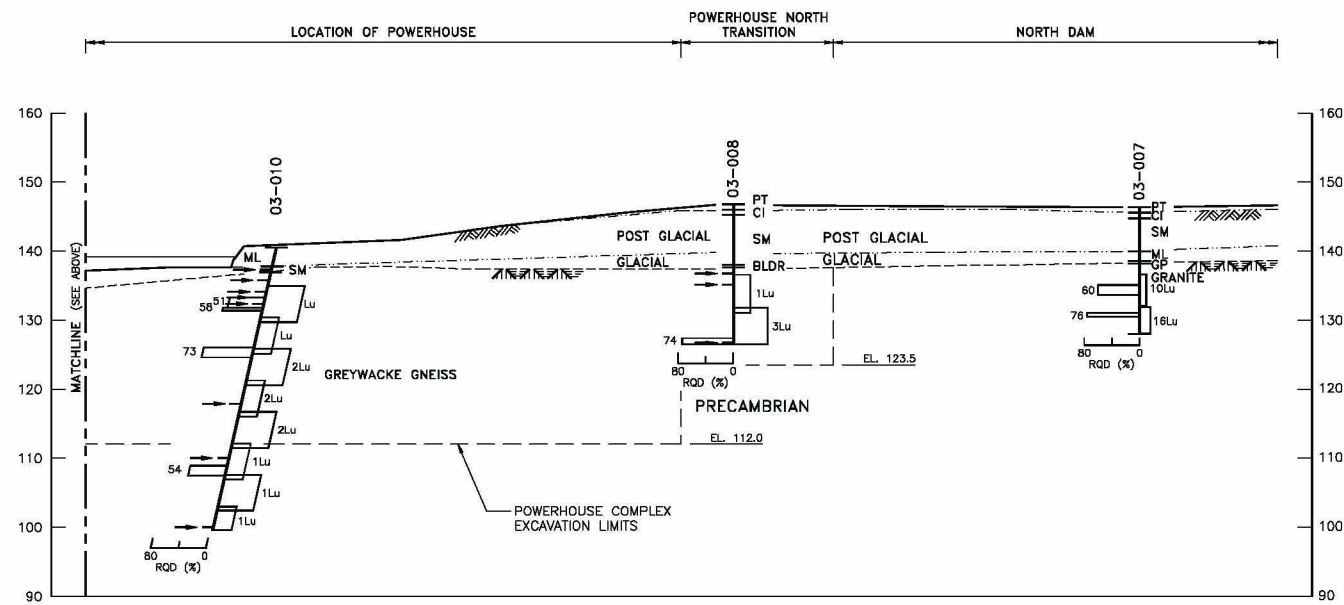 LOCATION OF POWERHOUSE
POWERHOUSE NORTH
TRANSITION
NORTH DAM
160
150
140
130
120
110
100
90
MATCHLINE (SEE ABOVE)
03-010
ML
SM
51
58
73
54
Lu
Lu
2Lu
2Lu
2Lu
1Lu
1Lu
1Lu
80
0
RQD (%)
GREYWACKE GNEISS
POWERHOUSE COMPLEX
EXCAVATION LIMITS
POST GLACIAL
GLACIAL
03-008
PT
CI
SM
BLDR
1Lu
3Lu
74
80
0
RQD (%)
POST GLACIAL
GLACIAL
EL. 123.5
PRECAMBRIAN
EL. 112.0
03-007
PT
CI
SM
ML
GP
GRANITE
60
10Lu
76
16Lu
80
0
RQD (%)
160
150
140
130
120
110
100
90